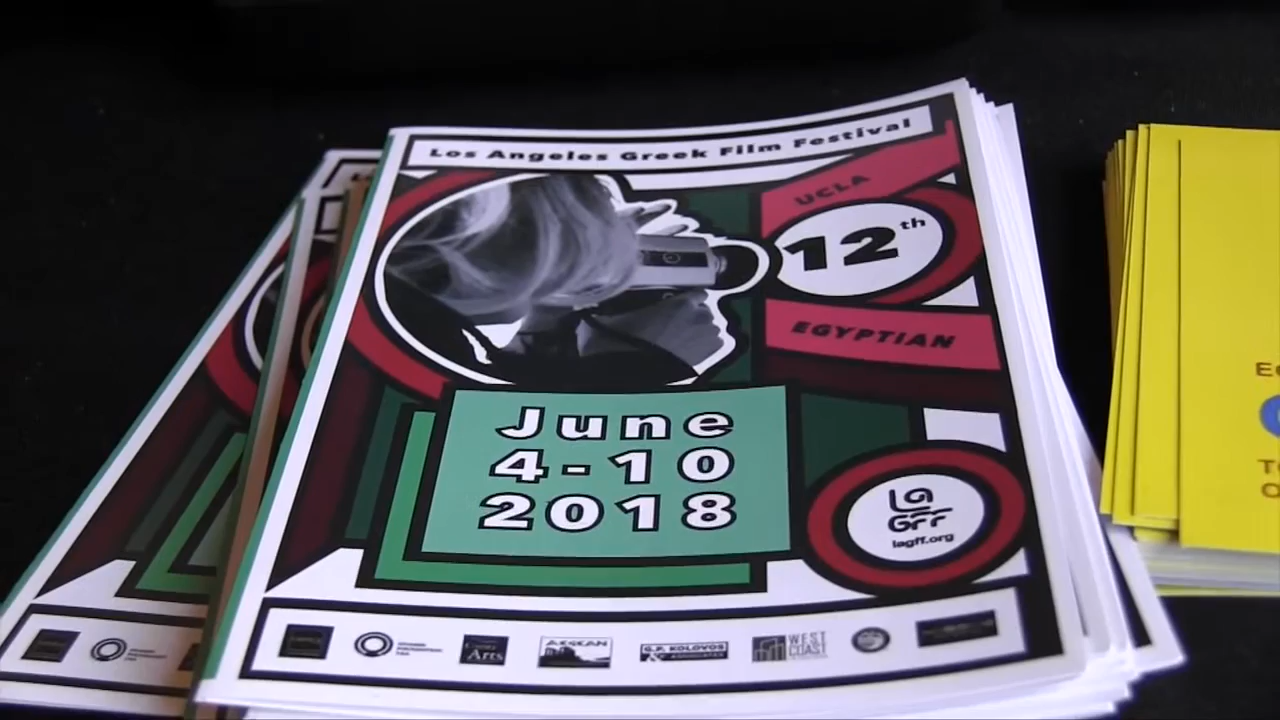 Los Angeles Greek Film Festival
UCLA
12th
EGYPTIAN
June
4-10
2018
LA
GFF
lagff.org
Arts
AEGEAN
G.P. KOLOVOS
& ASSOCIATES
WEST
COAST